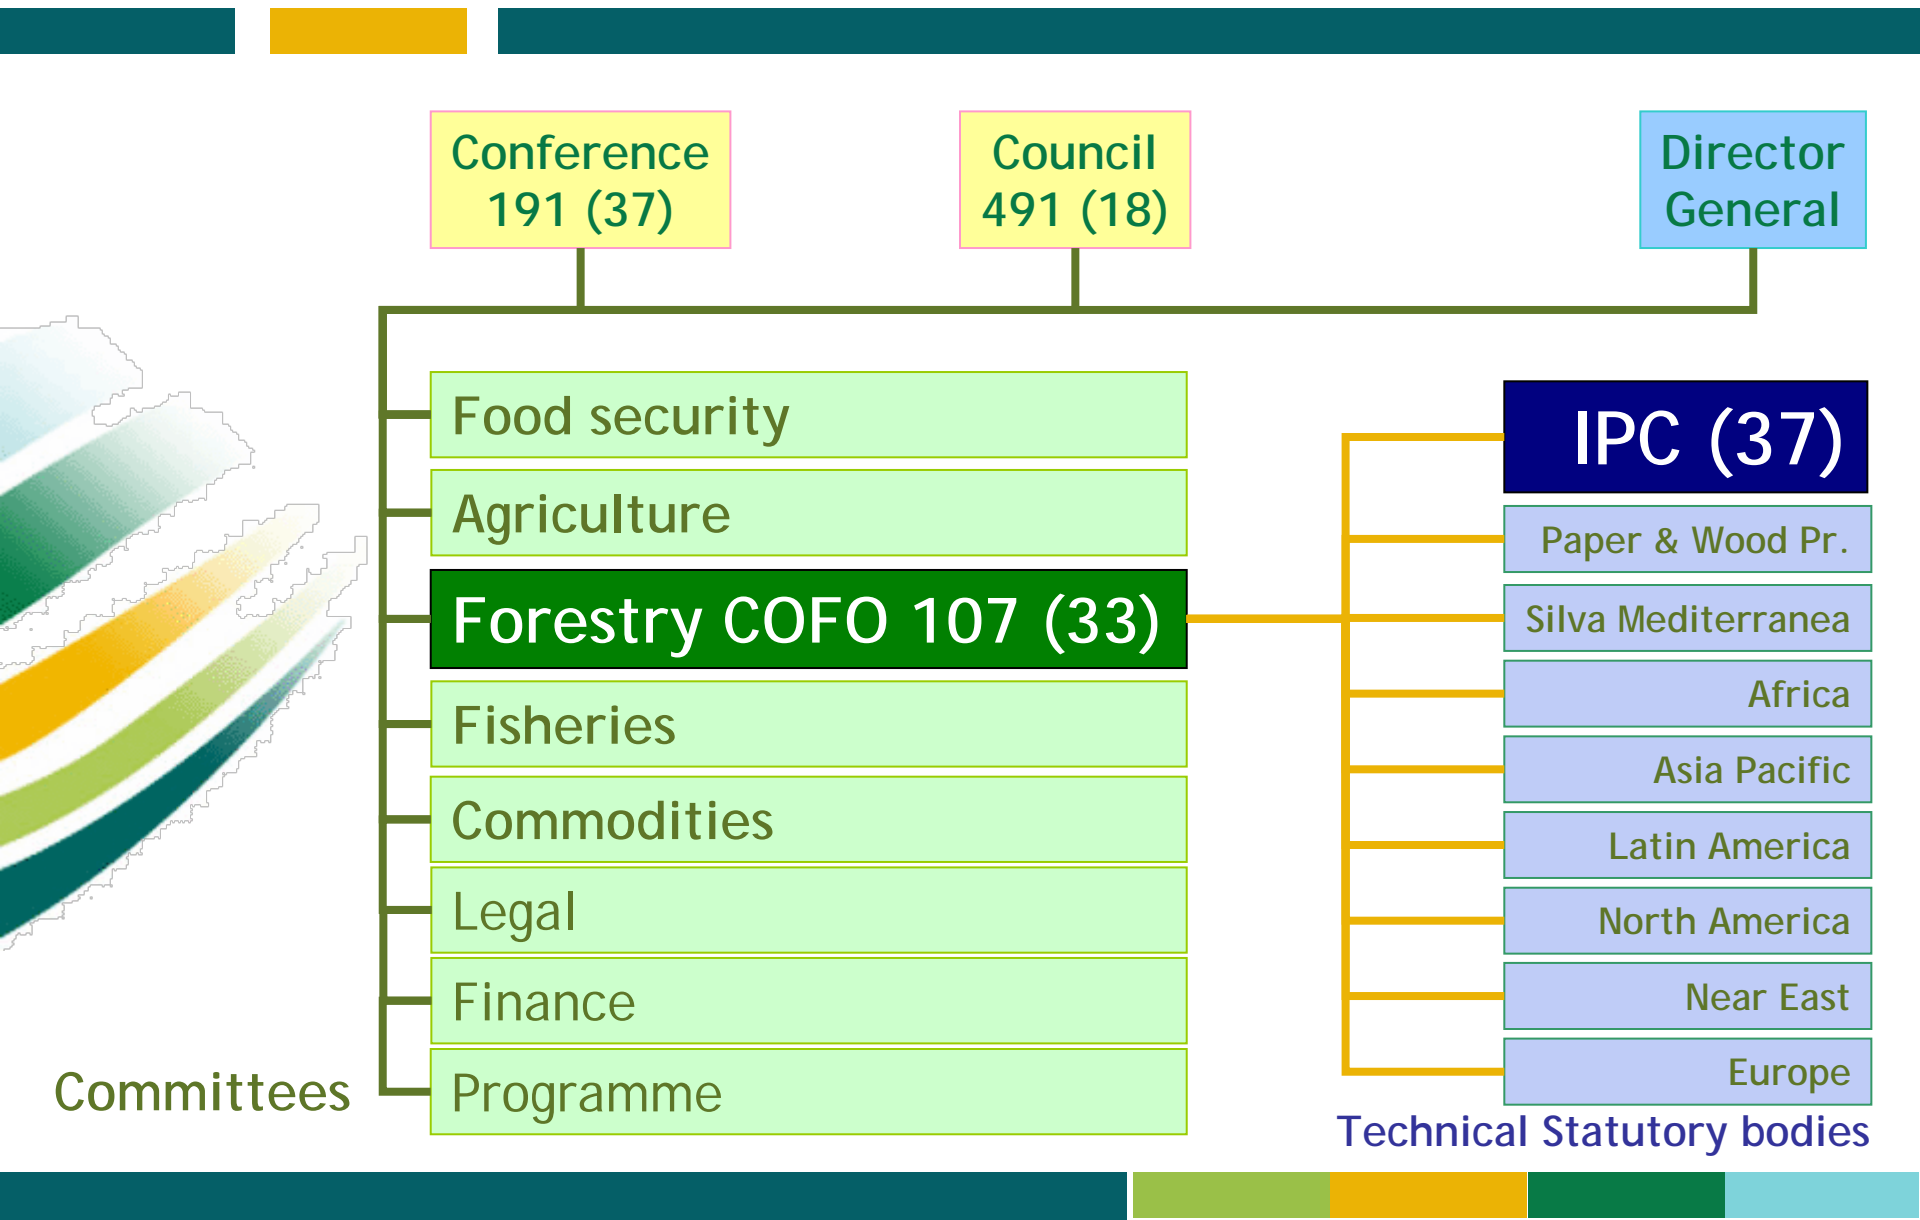 Conference
191 (37)
Council
491 (18)
Director
General
Food security
Agriculture
Forestry COFO 107 (33)
Fisheries
Commodities
Legal
Finance
Programme
Committees
IPC (37)
Paper & Wood Pr.
Silva Mediterranea
Africa
Asia Pacific
Latin America
North America
Near East
Europe
Technical Statutory bodies